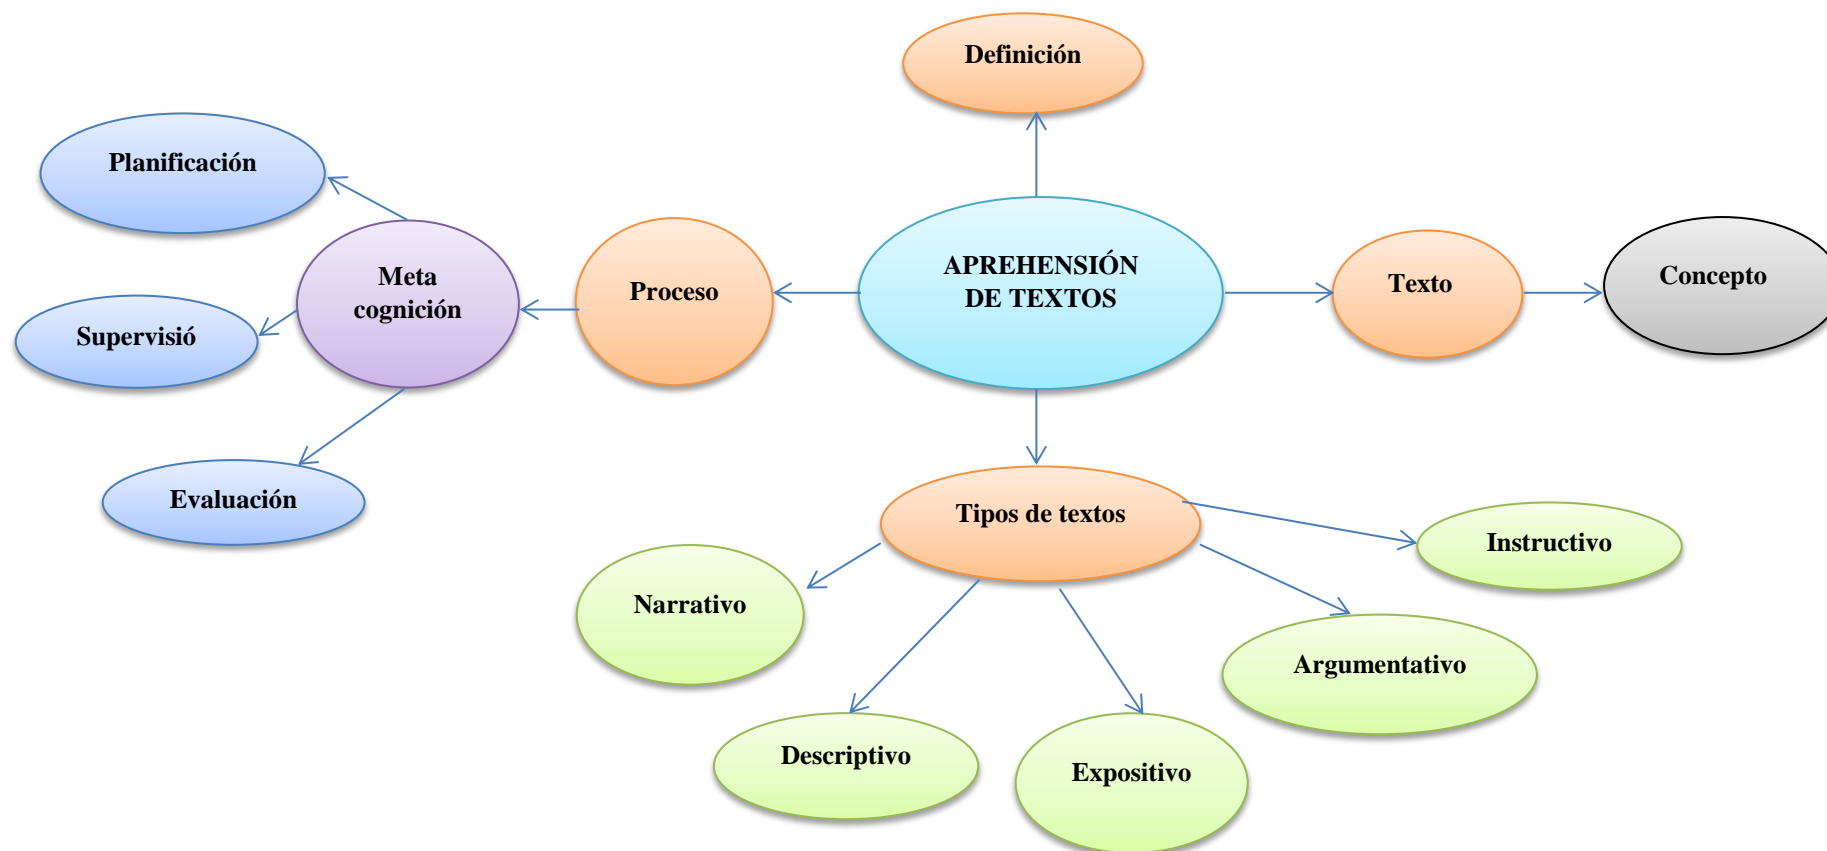 Definición
Planificación
APREHENSIÓN
DE TEXTOS
Meta
cognición
Proceso
Texto
Concepto
Supervisió
Evaluación
Tipos de textos
Instructivo
Narrativo
Argumentativo
Descriptivo
Expositivo